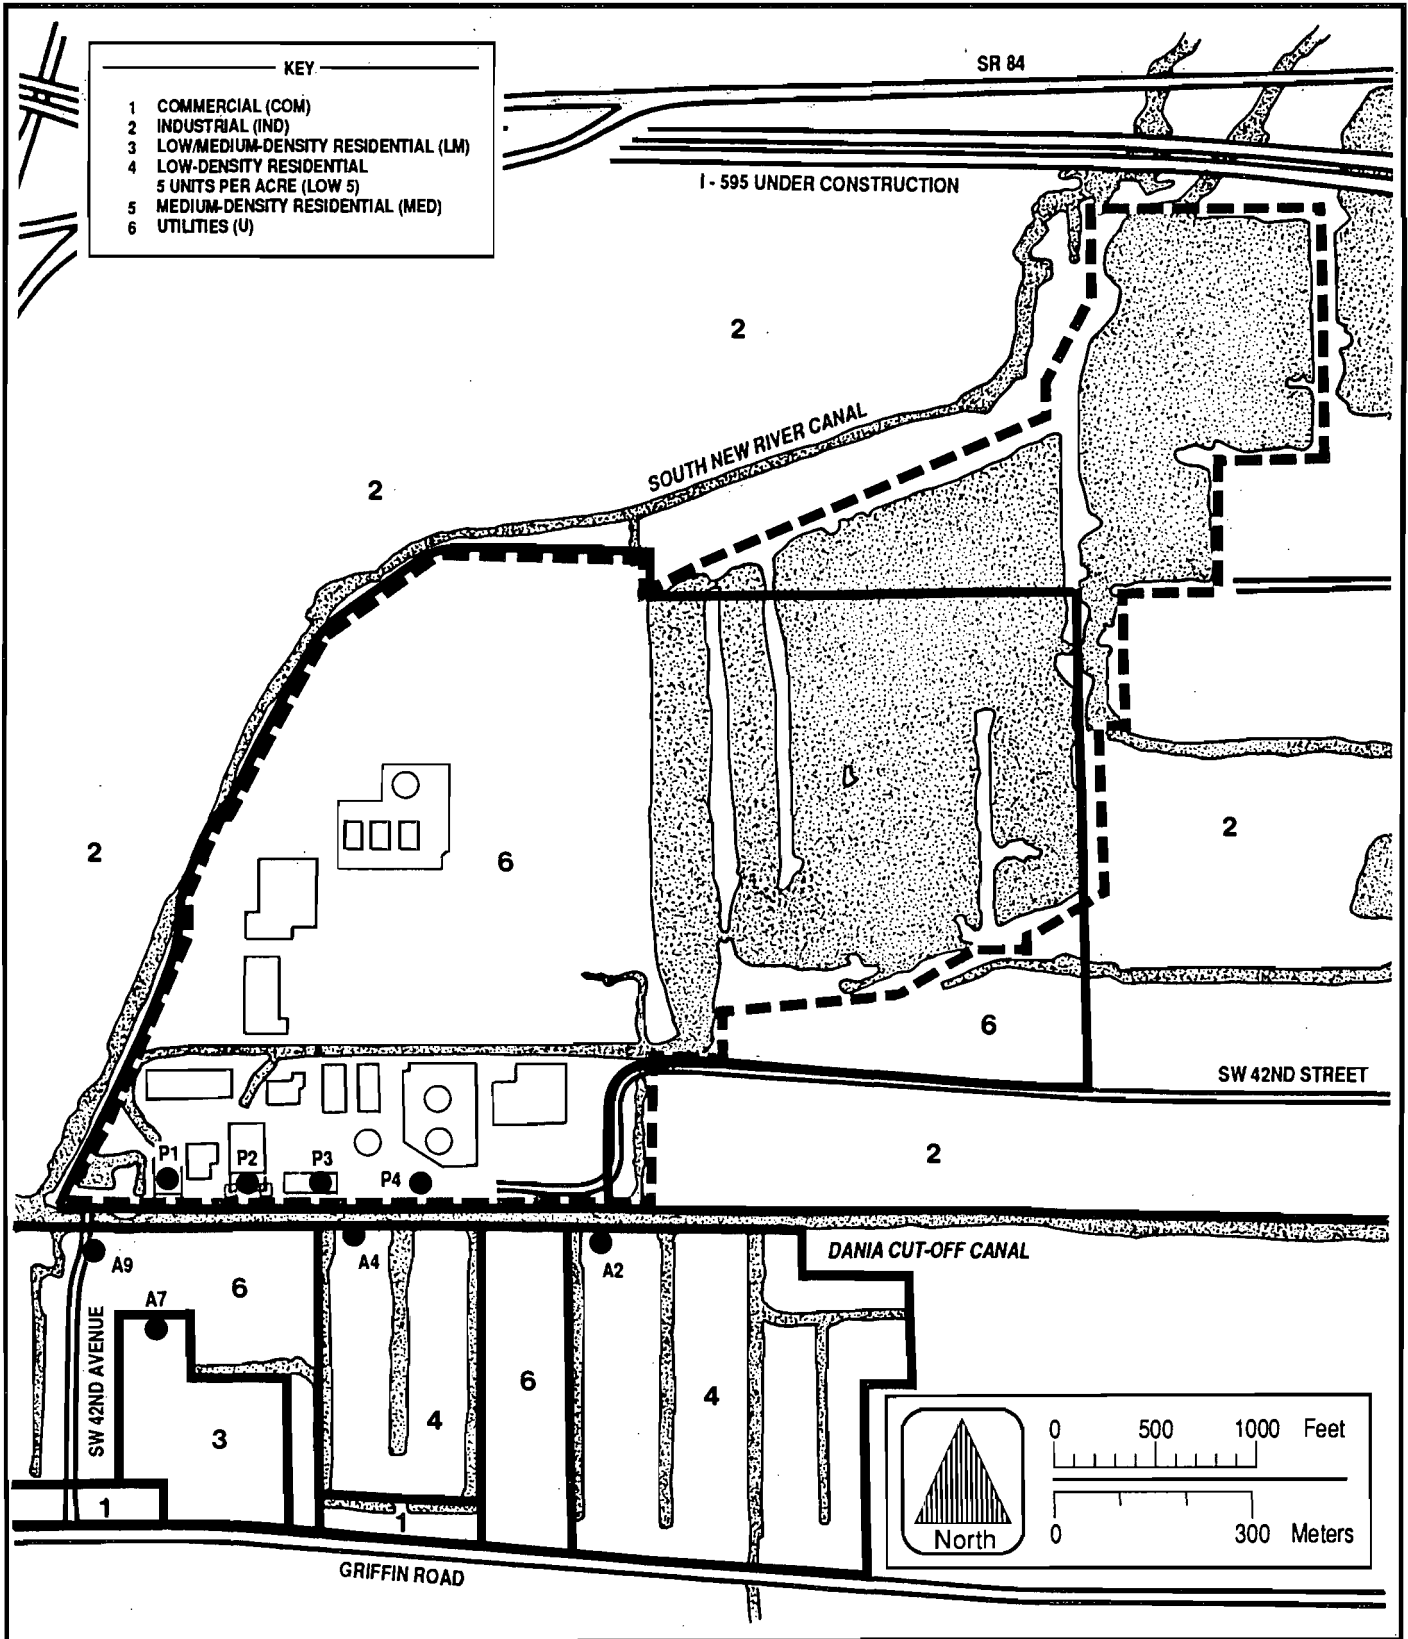 KEY
1 COMMERCIAL (COM)
2 INDUSTRIAL (IND)
3 LOW/MEDIUM-DENSITY RESIDENTIAL (LM)
4 LOW-DENSITY RESIDENTIAL
5 UNITS PER ACRE (LOW 5)
5 MEDIUM-DENSITY RESIDENTIAL (MED)
6 UTILITIES (U)
SR 84
I - 595 UNDER CONSTRUCTION
2
SOUTH NEW RIVER CANAL
2
2
6
2
6
SW 42ND STREET
2
P1
P2
P3
P4
DANIA CUT-OFF CANAL
A9
A4
A2
6
A7
SW 42ND AVENUE
6
4
4
3
1
1
GRIFFIN ROAD
North
0 500 1000 Feet
0 300 Meters